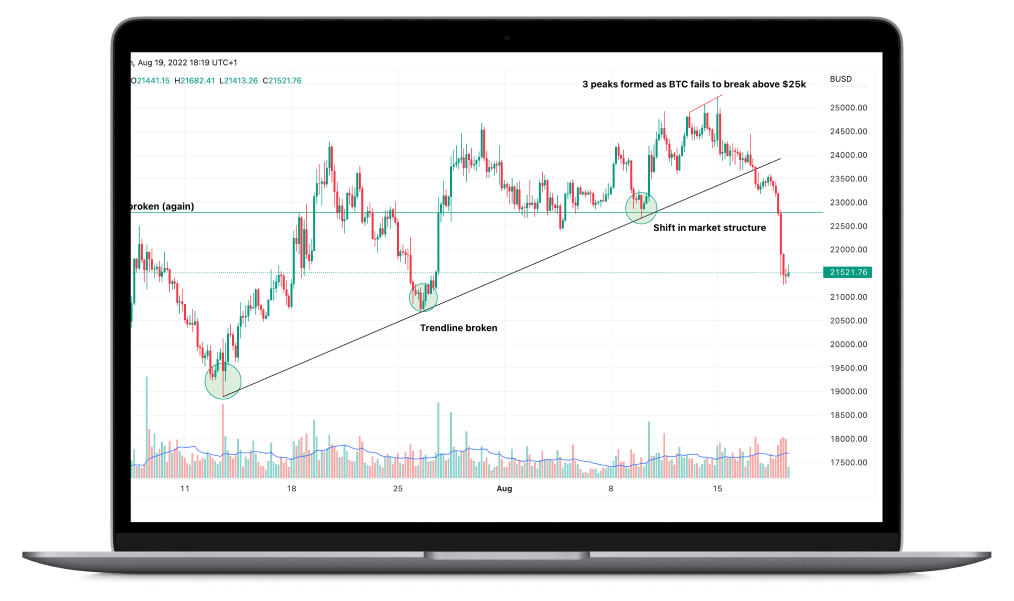 n, Aug 19, 2022 18:19 UTC+1
O21441.15 H21682.41 L21413.26 C21521.76
BUSD
3 peaks formed as BTC fails to break above $25k
25000.00
24500.00
24000.00
23500.00
23000.00
broken (again)
22500.00
Shift in market structure
22000.00
21521.76
21000.00
20500.00
Trendline broken
20000.00
19500.00
19000.00
18500.00
18000.00
17500.00
11 18 25 Aug 8 15